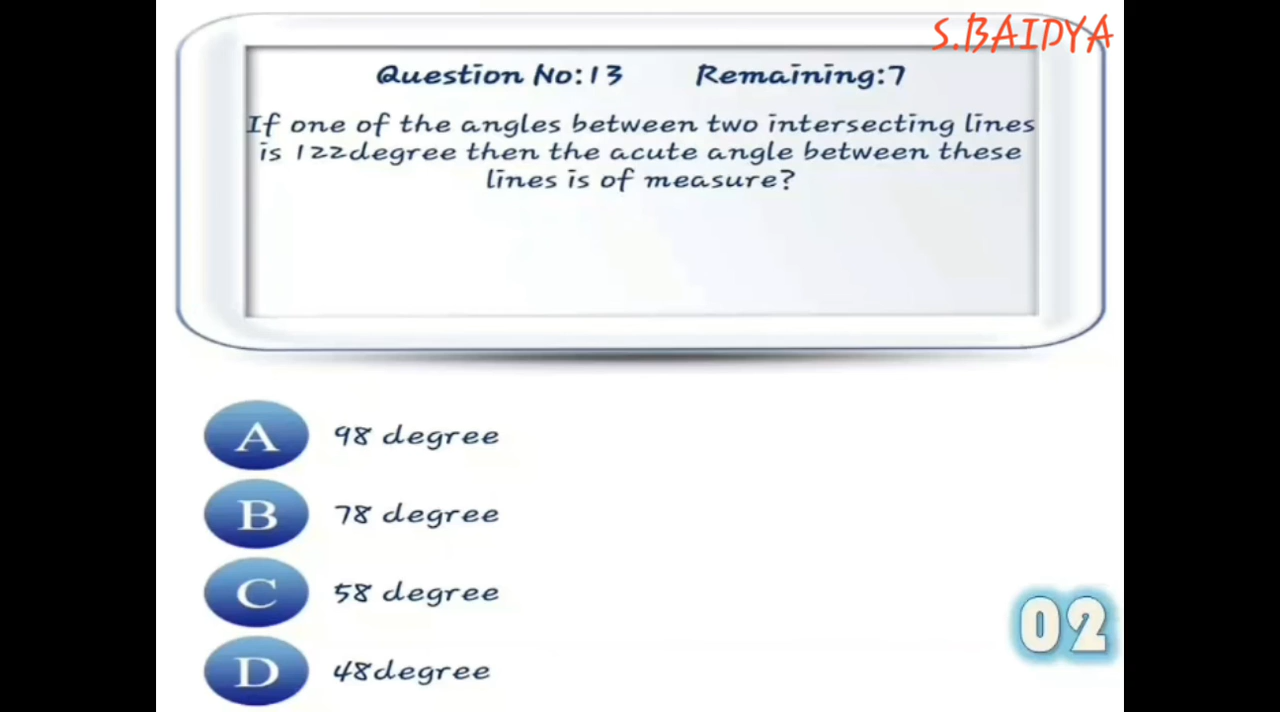 S.BAIDYA
Question No:13 Remaining:7
If one of the angles between two intersecting lines
is 122degree then the acute angle between these
lines is of measure?
A 98 degree
B 78 degree
C 58 degree
D 48degree
02